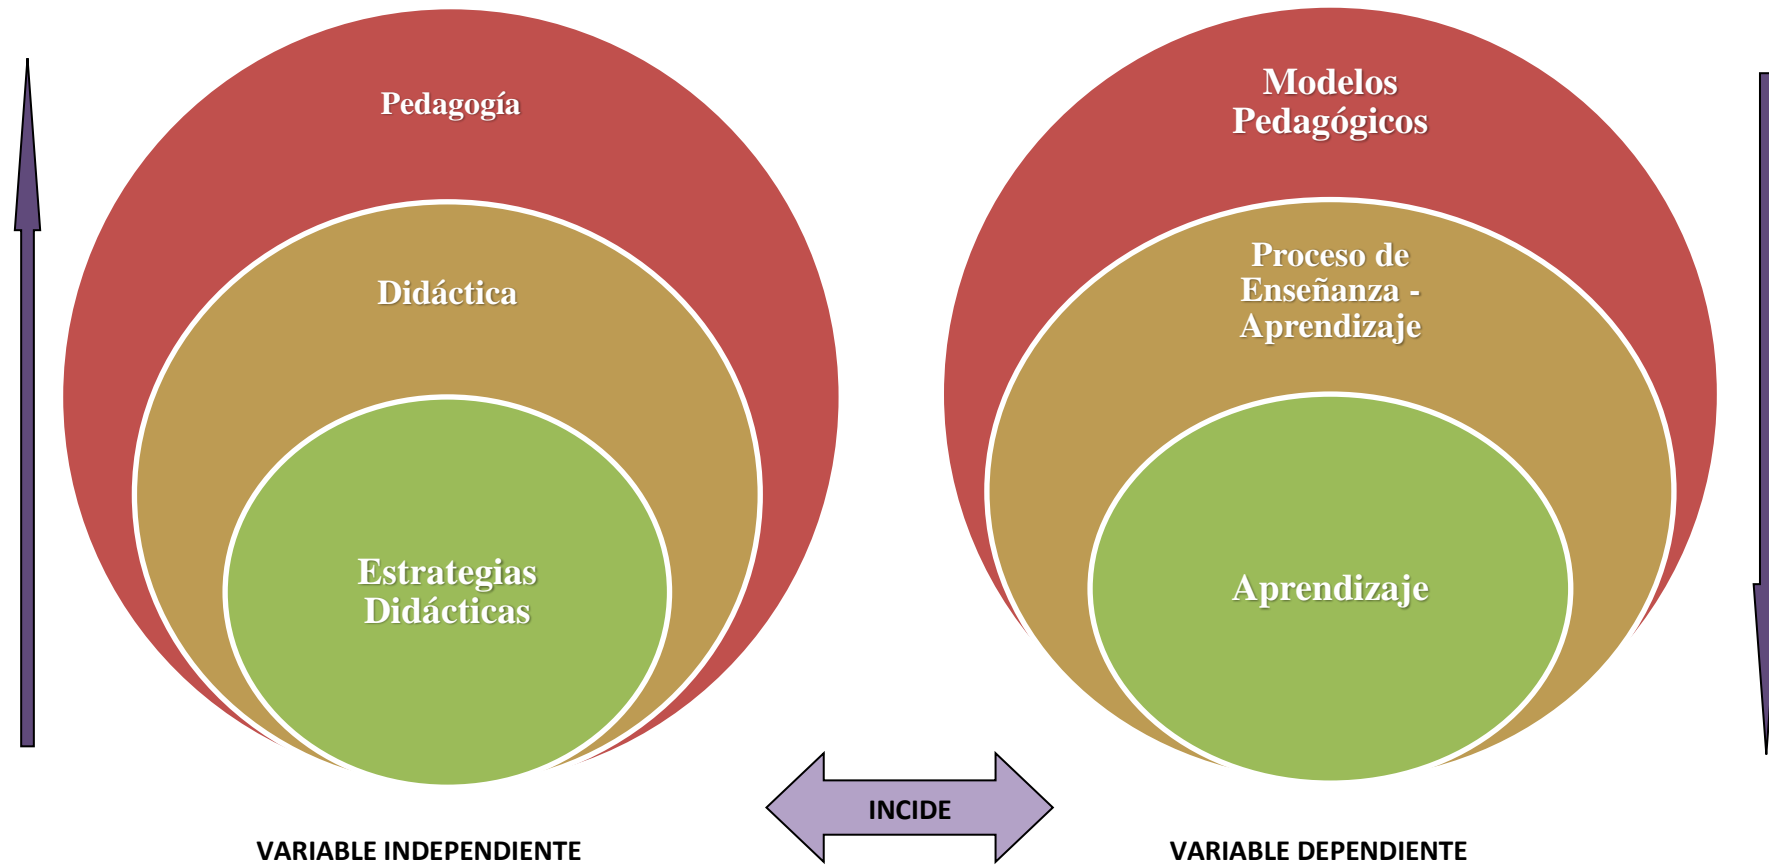 Pedagogía
Didáctica
Estrategias
Didácticas
Modelos
Pedagógicos
Proceso de
Enseñanza -
Aprendizaje
Aprendizaje
INCIDE
VARIABLE INDEPENDIENTE
VARIABLE DEPENDIENTE